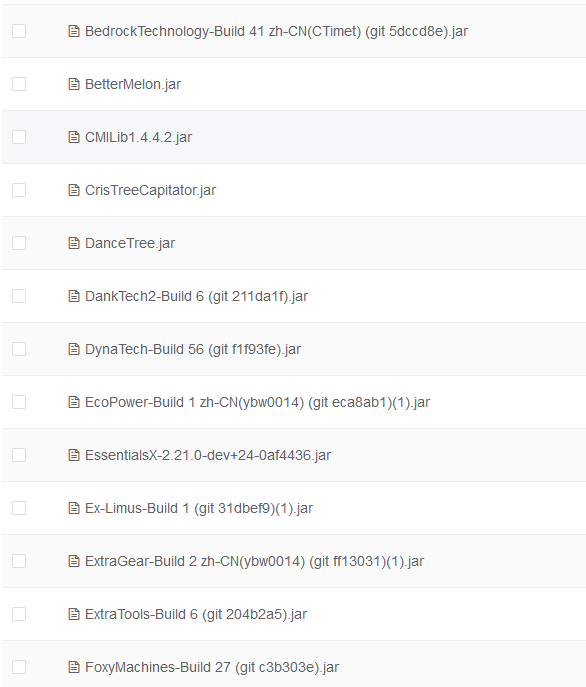 BedrockTechnology-Build 41 zh-CN(CTimet) (git 5dccd8e).jar
BetterMelon.jar
CMILib1.4.4.2.jar
CrisTreeCapitator.jar
DanceTree.jar
DankTech2-Build 6 (git 211da1f).jar
DynaTech-Build 56 (git f1f93fe).jar
EcoPower-Build 1 zh-CN(ybw0014) (git eca8ab1)(1).jar
EssentialsX-2.21.0-dev+24-0af4436.jar
Ex-Limus-Build 1 (git 31dbef9)(1).jar
ExtraGear-Build 2 zh-CN(ybw0014) (git ff13031)(1).jar
ExtraTools-Build 6 (git 204b2a5).jar
FoxyMachines-Build 27 (git c3b303e).jar